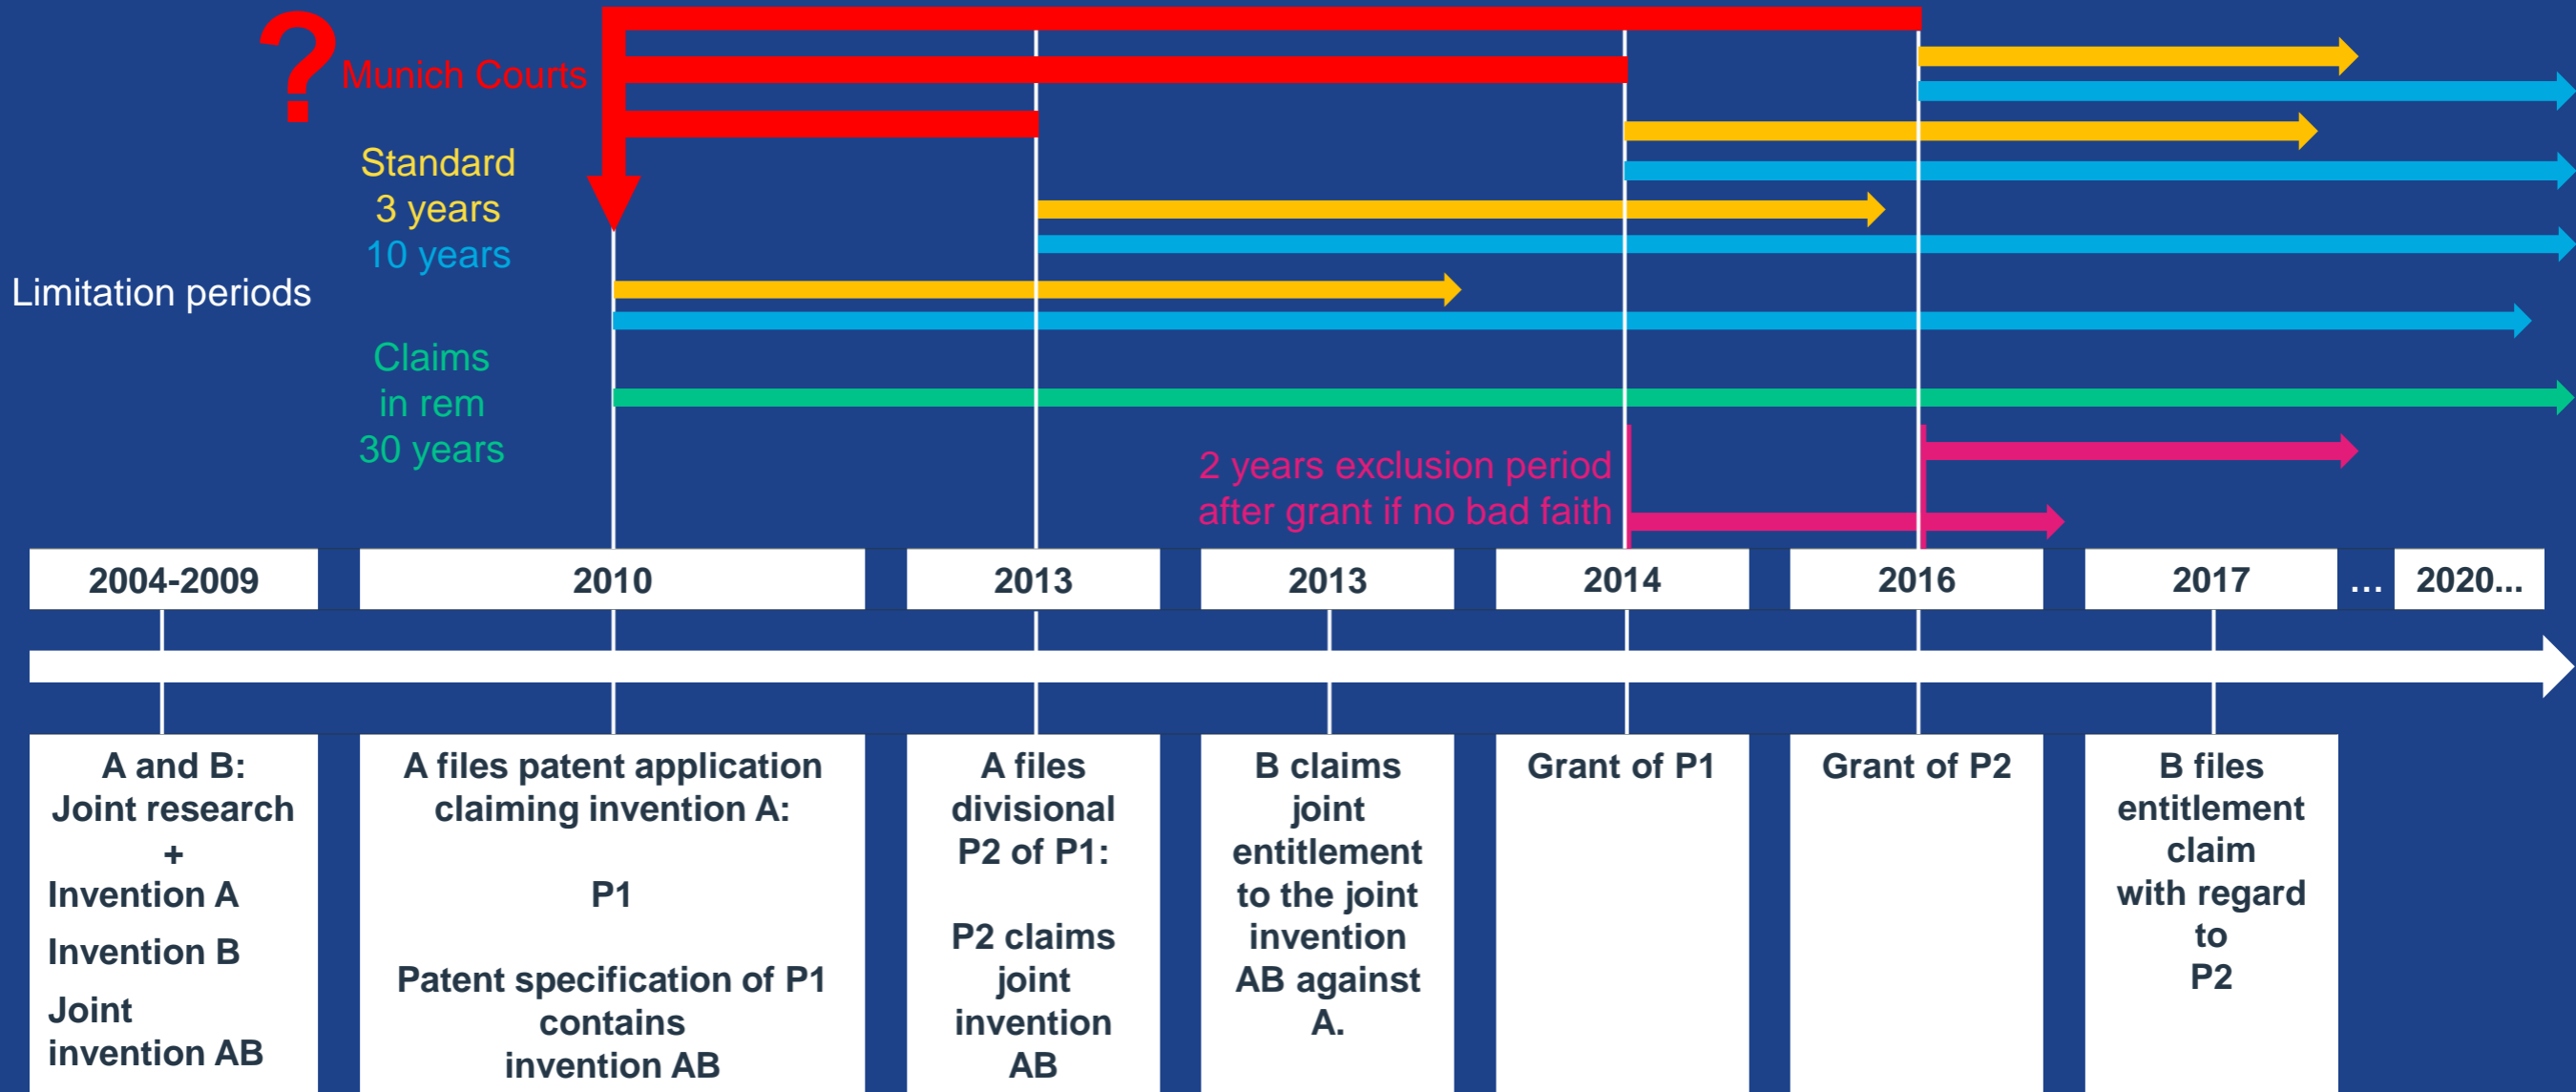 ?
Munich Courts
Standard
3 years
10 years
Limitation periods
Claims
in rem
30 years
2 years exclusion period
after grant if no bad faith
2004-2009
2010
2013
2013
2014
2016
2017
...
2020...
A and B:
Joint research
+
Invention A
Invention B
Joint
invention AB
A files patent application
claiming invention A:
P1
Patent specification of P1
contains
invention AB
A files
divisional
P2 of P1:
P2 claims
joint
invention
AB
B claims
joint
entitlement
to the joint
invention
AB against
A.
Grant of P1
Grant of P2
B files
entitlement
claim
with regard
to
P2